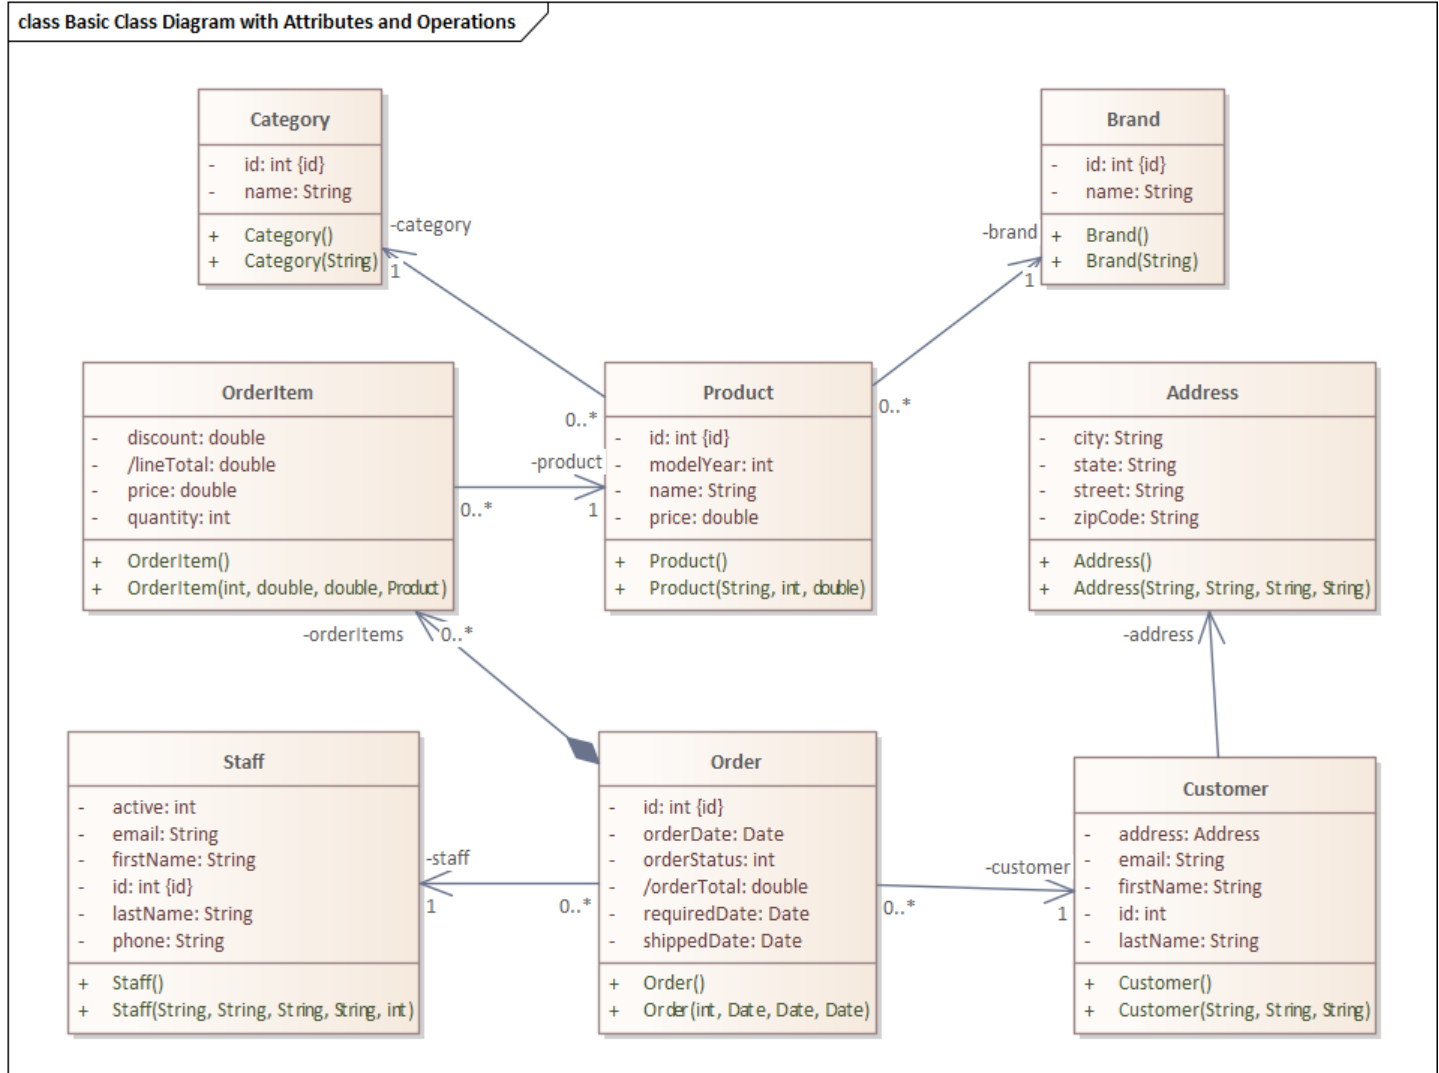 class Basic Class Diagram with Attributes and Operations
Category
- id: int {id}
- name: String
+ Category()
+ Category(String)
-category
1
Brand
- id: int {id}
- name: String
+ Brand()
+ Brand(String)
-brand
1
OrderItem
- discount: double
- /lineTotal: double
- price: double
- quantity: int
+ OrderItem()
+ OrderItem(int, double, double, Product)
0..*
-product
0..*
1
Product
- id: int {id}
- modelYear: int
- name: String
- price: double
+ Product()
+ Product(String, int, double)
0..*
Address
- city: String
- state: String
- street: String
- zipCode: String
+ Address()
+ Address(String, String, String, String)
-orderItems
0..*
-address
Staff
- active: int
- email: String
- firstName: String
- id: int {id}
- lastName: String
- phone: String
+ Staff()
+ Staff(String, String, String, String, int)
-staff
1
0..*
Order
- id: int {id}
- orderDate: Date
- orderStatus: int
- /orderTotal: double
- requiredDate: Date
- shippedDate: Date
+ Order()
+ Order(int, Date, Date, Date)
-customer
0..*
1
Customer
- address: Address
- email: String
- firstName: String
- id: int
- lastName: String
+ Customer()
+ Customer(String, String, String)